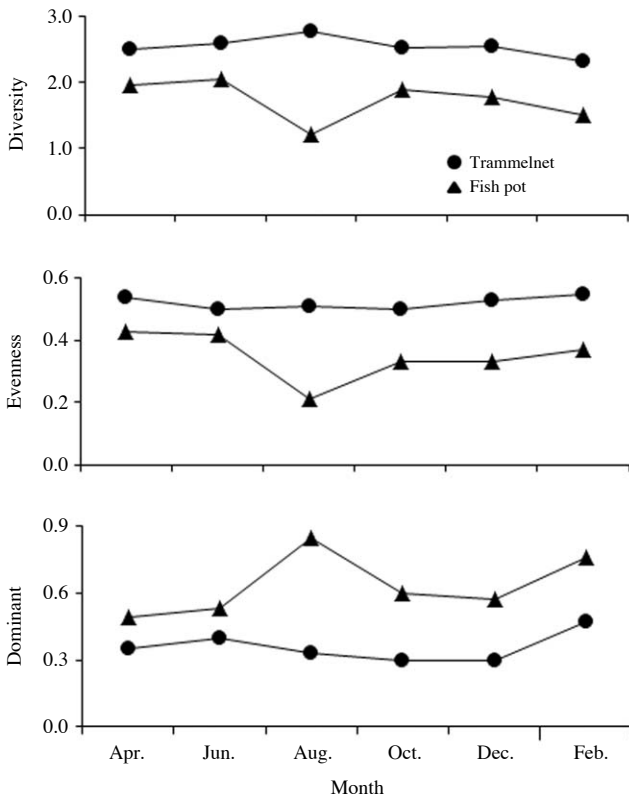 3.0
2.0
1.0
0.0
Diversity
Trammelnet
Fish pot
0.6
0.4
0.2
0.0
Evenness
0.9
0.6
0.3
0.0
Dominant
Apr. Jun. Aug. Oct. Dec. Feb.
Month